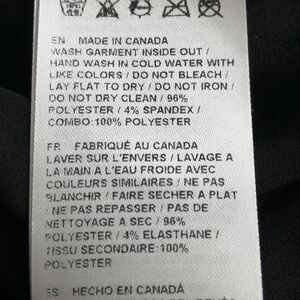 EN MADE IN CANADA
WASH GARMENT INSIDE OUT /
HAND WASH IN COLD WATER WITH
LIKE COLORS / DO NOT BLEACH /
LAY FLAT TO DRY / DO NOT IRON /
DO NOT DRY CLEAN / 96%
POLYESTER / 4% SPANDEX /
COMBO:100% POLYESTER
FR FABRIQUÉ AU CANADA
LAVER SUR L'ENVERS / LAVAGE A
LA MAIN A L'EAU FROIDE AVEC
COULEURS SIMILAIRES / NE PAS
BLANCHIR / FAIRE SECHER A PLAT
/ NE PAS REPASSER / PAS DE
NETTOYAGE A SEC / 96%
POLYESTER / 4% ELASTHANE /
TISSU SECONDAIRE:100%
POLYESTER
ES HECHO EN CANADÁ